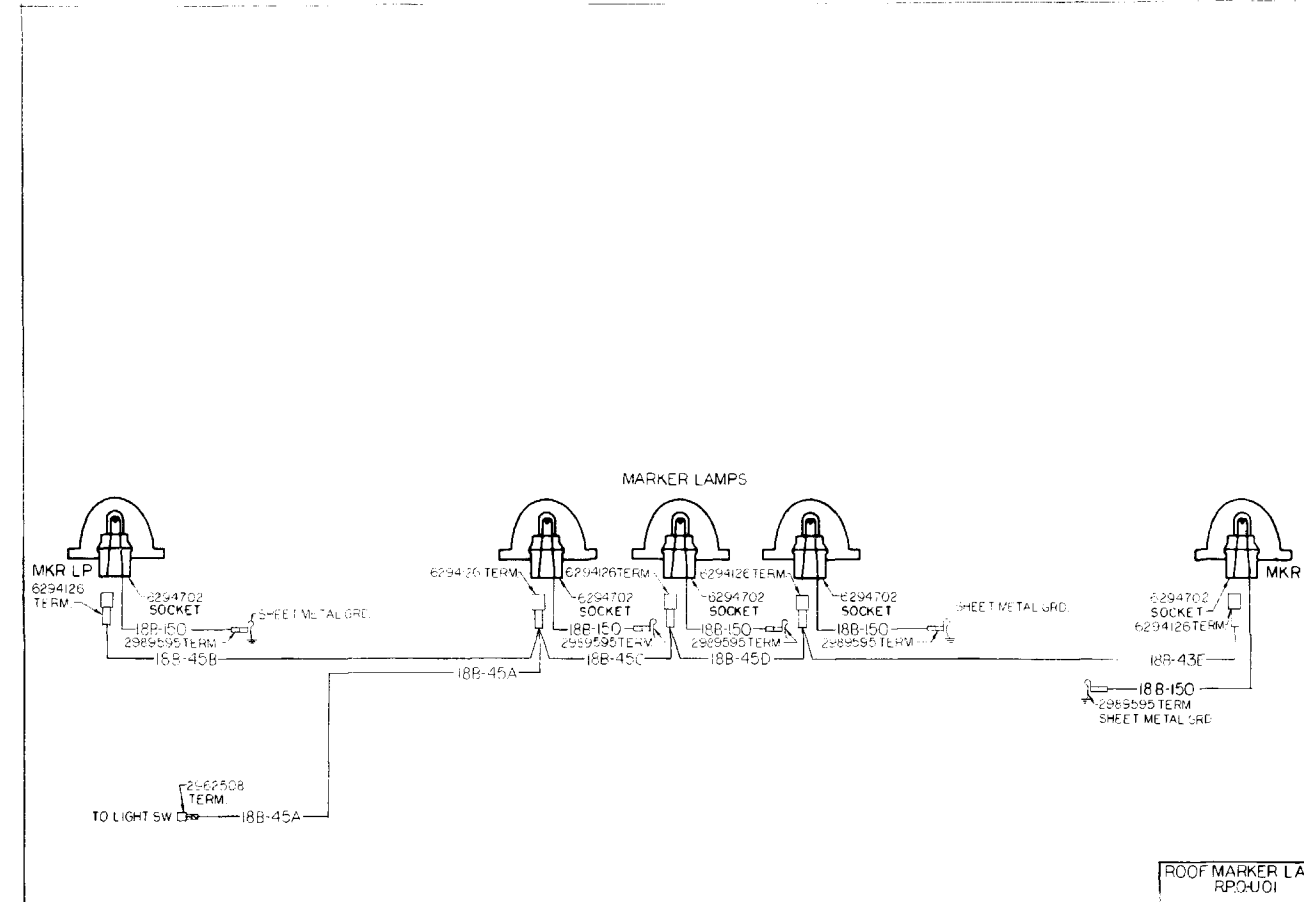 MARKER LAMPS
MKR LP
6294126
TERM.
6294702
SOCKET
SHEET METAL GRD.
18B-150
2989595 TERM
18B-45B
6294126 TERM
6294702
SOCKET
18B-150
2989595 TERM
18B-45C
18B-45A
6294126 TERM
6294702
SOCKET
18B-150
2989595 TERM
18B-45D
6294126 TERM
6294702
SOCKET
18B-150
2989595 TERM
SHEET METAL GRD.
MKR
6294702
SOCKET
6294126 TERM
18B-43E
18B-150
2989595 TERM
SHEET METAL GRD
2962508
TERM.
TO LIGHT SW
18B-45A
ROOF MARKER LA
RPO-U01